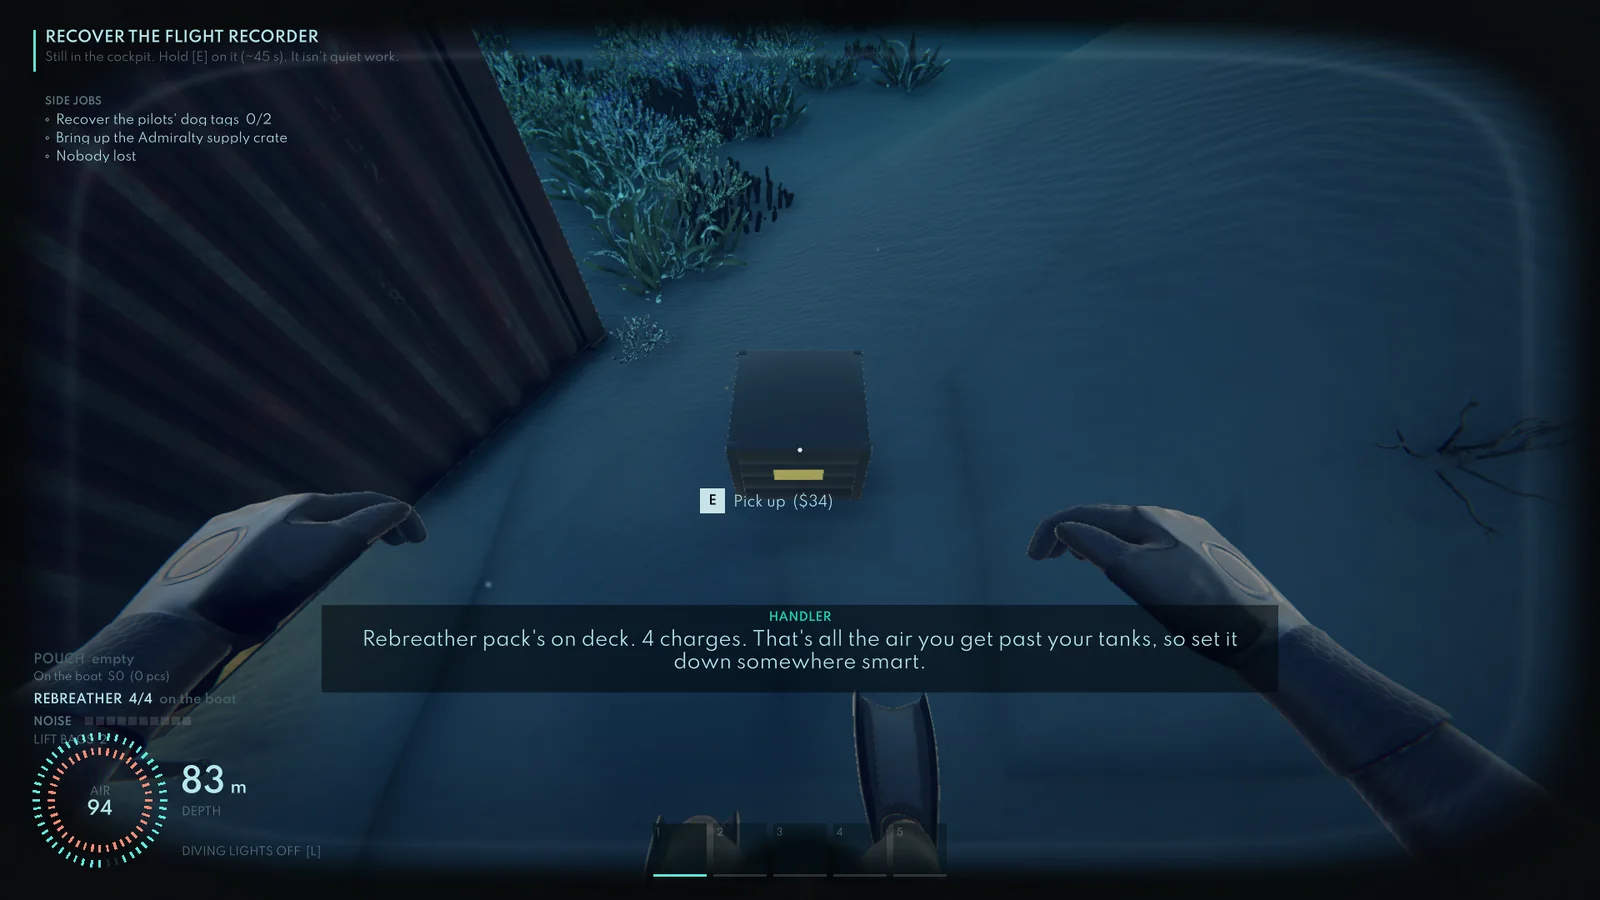 RECOVER THE FLIGHT RECORDER
Still in the cockpit. Hold [E] on it (~45 s). It isn't quiet work.
SIDE JOBS
◦ Recover the pilots' dog tags 0/2
◦ Bring up the Admiralty supply crate
◦ Nobody lost
E Pick up ($34)
HANDLER
Rebreather pack's on deck. 4 charges. That's all the air you get past your tanks, so set it
down somewhere smart.
POUCH empty
On the boat $0 (0 pcs)
REBREATHER 4/4 on the boat
NOISE
LIFT BAGS 2
AIR
94
83 m
DEPTH
DIVING LIGHTS OFF [L]
1 2 3 4 5